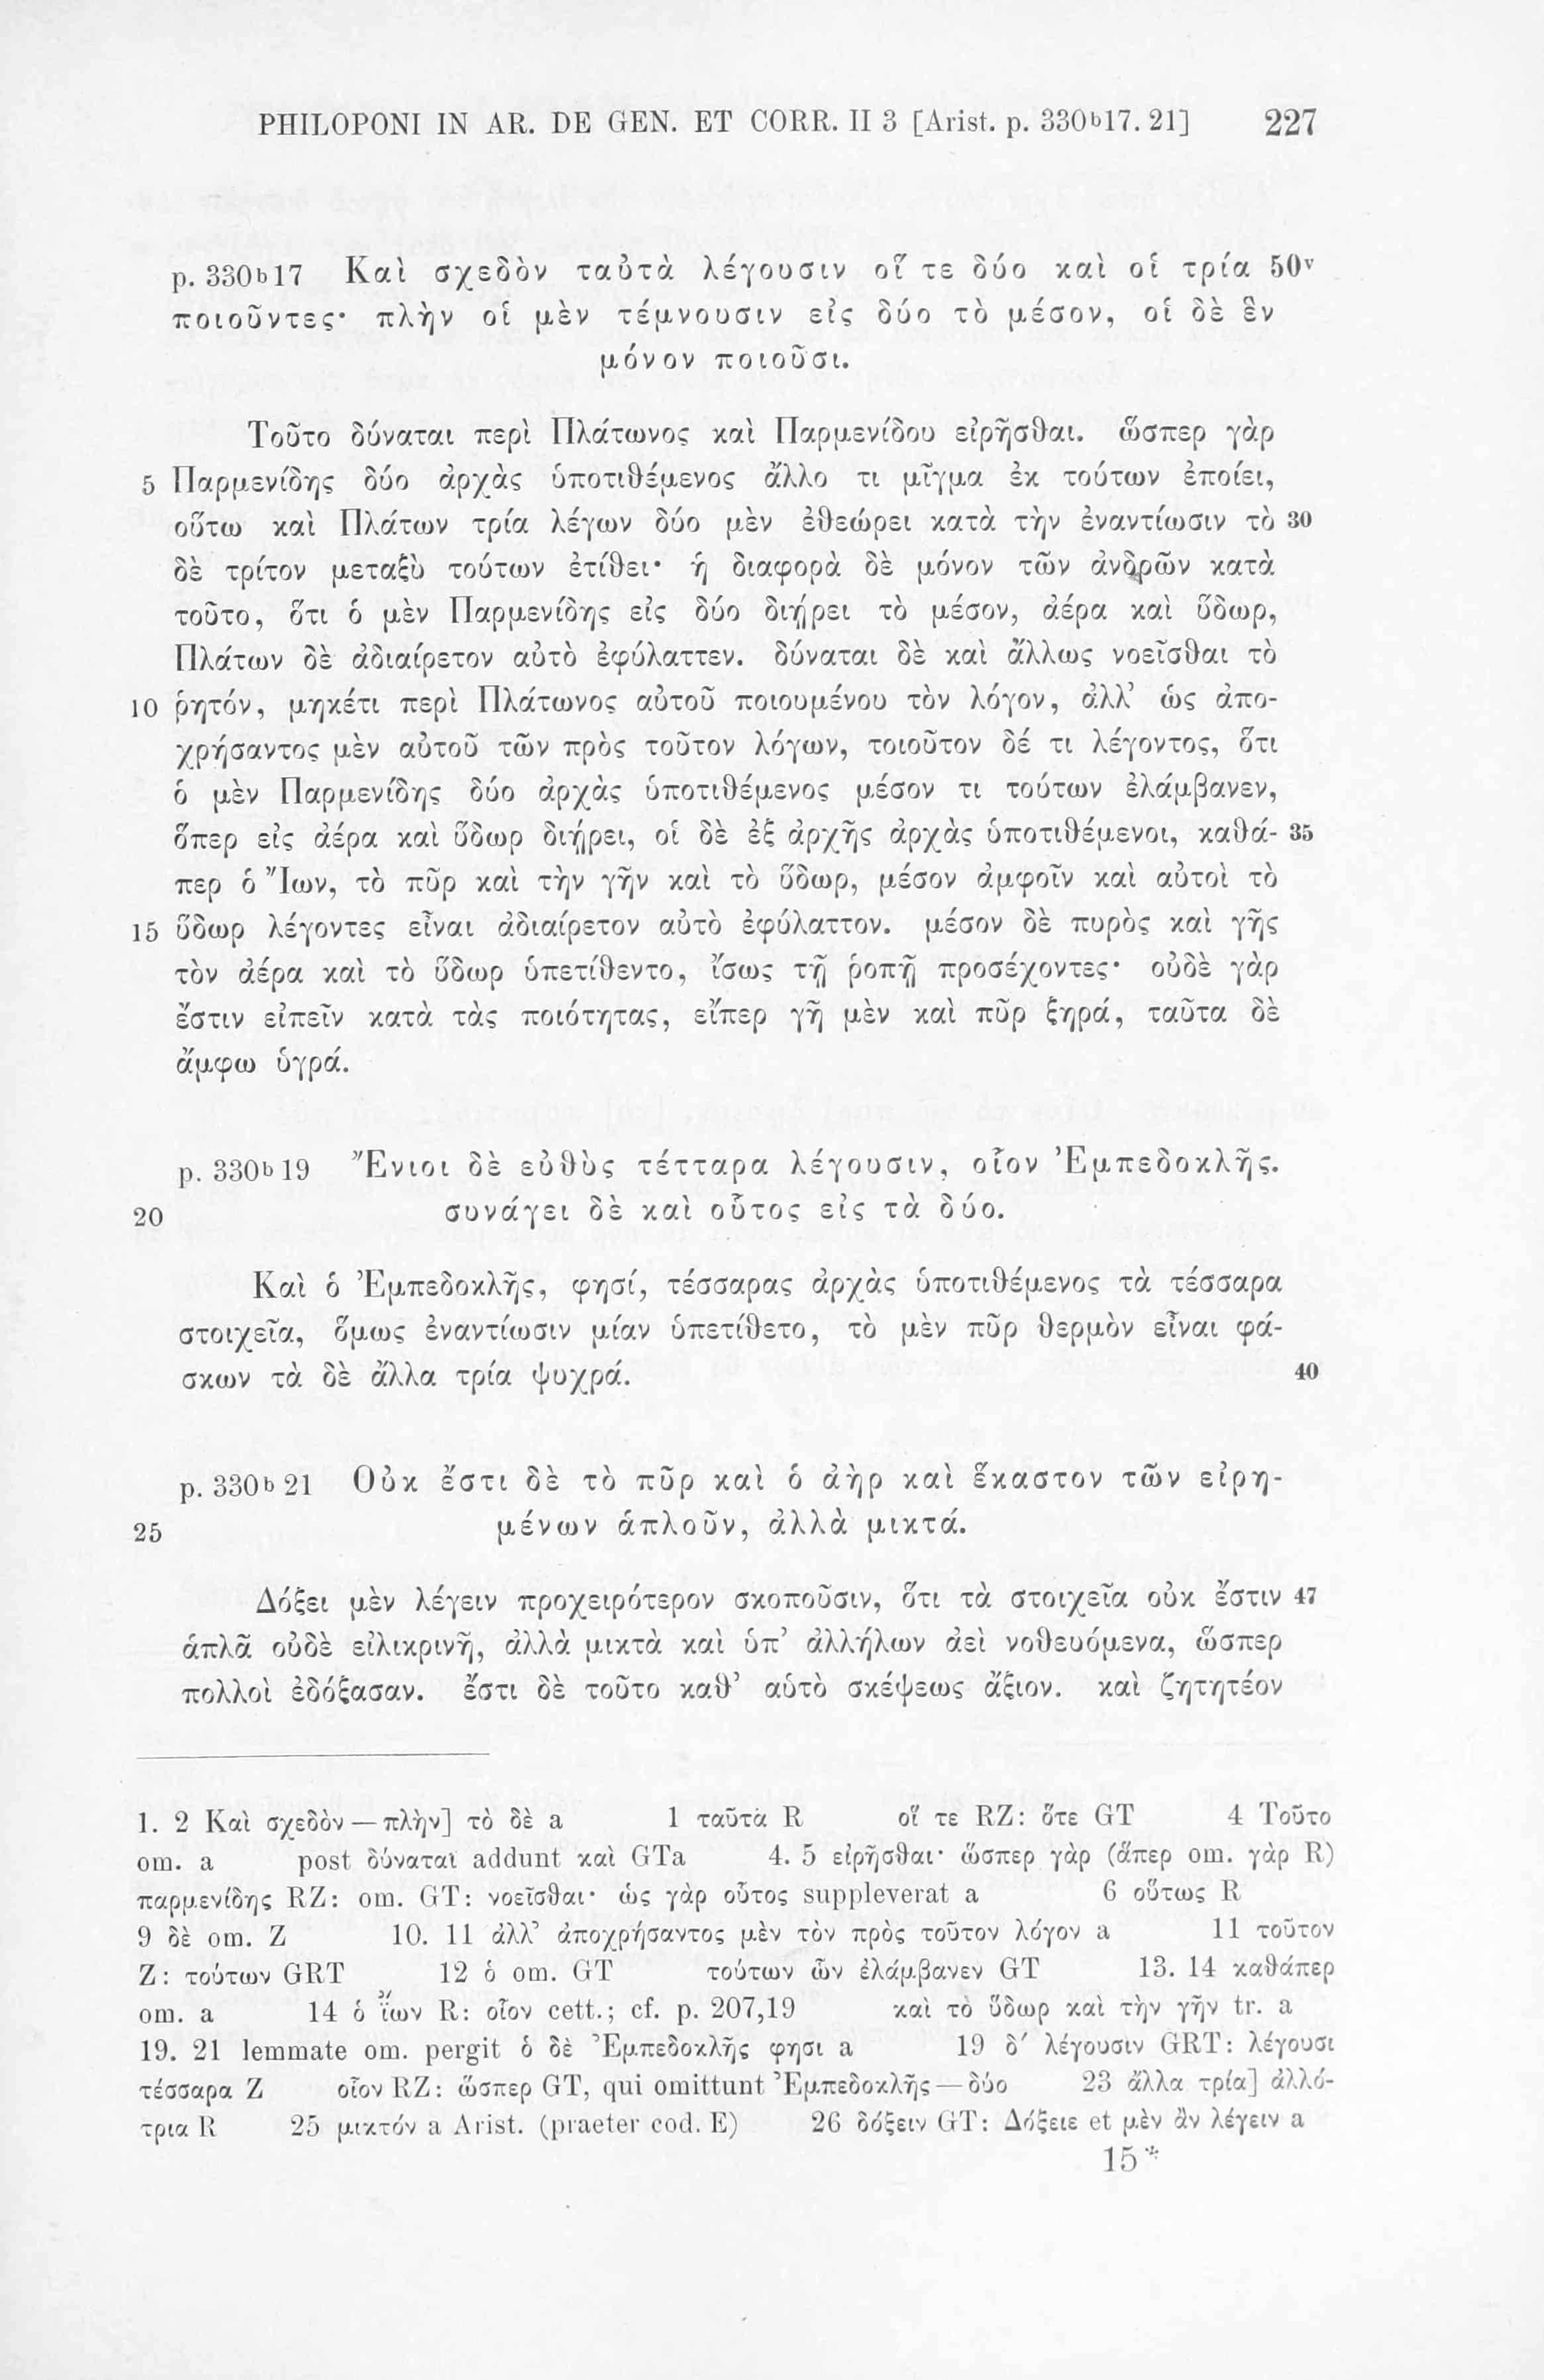 PHILOPONI IN AR. DE GEN. ET CORR. II 3 [Arist. p. 330ᵇ17. 21] 227
p. 330ᵇ17 Καὶ σχεδὸν ταὐτὰ λέγουσιν οἵ τε δύο καὶ οἱ τρία 50ᵛ
ποιοῦντες· πλὴν οἱ μὲν τέμνουσιν εἰς δύο τὸ μέσον, οἱ δὲ ἓν
μόνον ποιοῦσι.
Τοῦτο δύναται περὶ Πλάτωνος καὶ Παρμενίδου εἰρῆσθαι. ὥσπερ γὰρ
5 Παρμενίδης δύο ἀρχὰς ὑποτιθέμενος ἄλλο τι μῖγμα ἐκ τούτων ἐποίει,
οὕτω καὶ Πλάτων τρία λέγων δύο μὲν ἐθεώρει κατὰ τὴν ἐναντίωσιν τὸ 30
δὲ τρίτον μεταξὺ τούτων ἐτίθει· ἡ διαφορὰ δὲ μόνον τῶν ἀνδρῶν κατὰ
τοῦτο, ὅτι ὁ μὲν Παρμενίδης εἰς δύο διῄρει τὸ μέσον, ἀέρα καὶ ὕδωρ,
Πλάτων δὲ ἀδιαίρετον αὐτὸ ἐφύλαττεν. δύναται δὲ καὶ ἄλλως νοεῖσθαι τὸ
10 ῥητόν, μηκέτι περὶ Πλάτωνος αὐτοῦ ποιουμένου τὸν λόγον, ἀλλ’ ὡς ἀπο-
χρήσαντος μὲν αὐτοῦ τῶν πρὸς τοῦτον λόγων, τοιοῦτον δέ τι λέγοντος, ὅτι
ὁ μὲν Παρμενίδης δύο ἀρχὰς ὑποτιθέμενος μέσον τι τούτων ἐλάμβανεν,
ὅπερ εἰς ἀέρα καὶ ὕδωρ διῄρει, οἱ δὲ ἐξ ἀρχῆς ἀρχὰς ὑποτιθέμενοι, καθά- 35
περ ὁ Ἴων, τὸ πῦρ καὶ τὴν γῆν καὶ τὸ ὕδωρ, μέσον ἀμφοῖν καὶ αὐτοὶ τὸ
15 ὕδωρ λέγοντες εἶναι ἀδιαίρετον αὐτὸ ἐφύλαττον. μέσον δὲ πυρὸς καὶ γῆς
τὸν ἀέρα καὶ τὸ ὕδωρ ὑπετίθεντο, ἴσως τῇ ῥοπῇ προσέχοντες· οὐδὲ γὰρ
ἔστιν εἰπεῖν κατὰ τὰς ποιότητας, εἴπερ γῆ μὲν καὶ πῦρ ξηρά, ταῦτα δὲ
ἄμφω ὑγρά.
p. 330ᵇ19 Ἔνιοι δὲ εὐθὺς τέτταρα λέγουσιν, οἷον Ἐμπεδοκλῆς.
20 συνάγει δὲ καὶ οὗτος εἰς τὰ δύο.
Καὶ ὁ Ἐμπεδοκλῆς, φησί, τέσσαρας ἀρχὰς ὑποτιθέμενος τὰ τέσσαρα
στοιχεῖα, ὅμως ἐναντίωσιν μίαν ὑπετίθετο, τὸ μὲν πῦρ θερμὸν εἶναι φά-
σκων τὰ δὲ ἄλλα τρία ψυχρά. 40
p. 330ᵇ21 Οὐκ ἔστι δὲ τὸ πῦρ καὶ ὁ ἀὴρ καὶ ἕκαστον τῶν εἰρη-
25 μένων ἁπλοῦν, ἀλλὰ μικτά.
Δόξει μὲν λέγειν προχειρότερον σκοποῦσιν, ὅτι τὰ στοιχεῖα οὐκ ἔστιν 47
ἁπλᾶ οὐδὲ εἰλικρινῆ, ἀλλὰ μικτὰ καὶ ὑπ’ ἀλλήλων ἀεὶ νοθευόμενα, ὥσπερ
πολλοὶ ἐδόξασαν. ἔστι δὲ τοῦτο καθ’ αὑτὸ σκέψεως ἄξιον. καὶ ζητητέον
1. 2 Καὶ σχεδὸν — πλὴν] τὸ δὲ a 1 ταῦτα R οἵ τε RZ: ὅτε GT 4 Τοῦτο
om. a post δύναται addunt καὶ GTa 4. 5 εἰρῆσθαι· ὥσπερ γὰρ (ἅπερ om. γὰρ R)
παρμενίδης RZ: om. GT: νοεῖσθαι· ὡς γὰρ οὗτος suppleverat a 6 οὕτως R
9 δὲ om. Z 10. 11 ἀλλ’ ἀποχρήσαντος μὲν τὸν πρὸς τοῦτον λόγον a 11 τοῦτον
Z: τούτων GRT 12 ὁ om. GT τούτων ὧν ἐλάμβανεν GT 13. 14 καθάπερ
om. a 14 ὁ ἴων R: οἷον cett.; cf. p. 207,19 καὶ τὸ ὕδωρ καὶ τὴν γῆν tr. a
19. 21 lemmate om. pergit ὁ δὲ Ἐμπεδοκλῆς φησι a 19 δ′ λέγουσιν GRT: λέγουσι
τέσσαρα Z οἷον RZ: ὥσπερ GT, qui omittunt Ἐμπεδοκλῆς — δύο 23 ἄλλα τρία] ἀλλό-
τρια R 25 μικτόν a Arist. (praeter cod. E) 26 δόξειν GT: Δόξειε et μὲν ἂν λέγειν a
15*